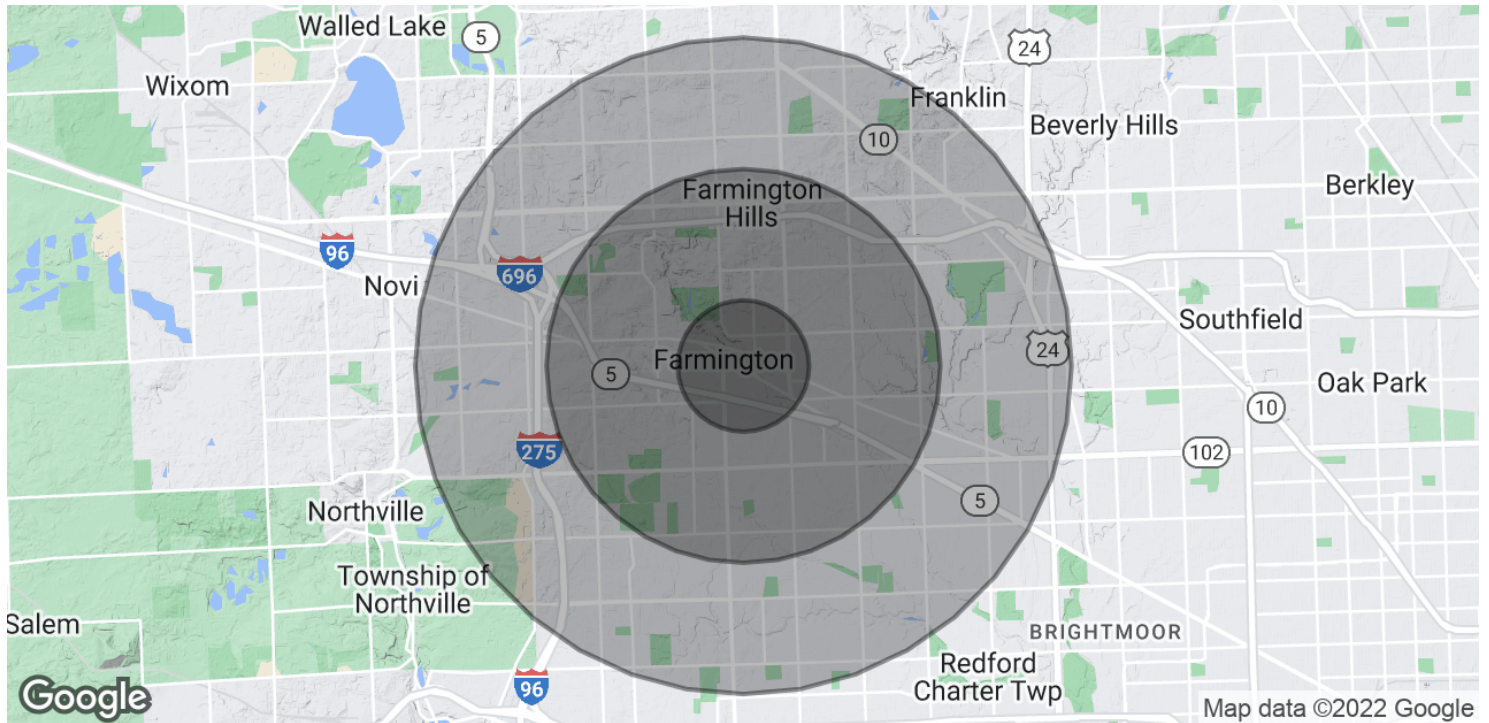 Walled Lake
5
24
Wixom
Franklin
10
Beverly Hills
Berkley
Farmington
Hills
96
696
Novi
Southfield
24
Farmington
5
Oak Park
10
275
102
5
Northville
Township of
Northville
Salem
BRIGHTMOOR
Redford
Charter Twp
96
Google
Map data ©2022 Google